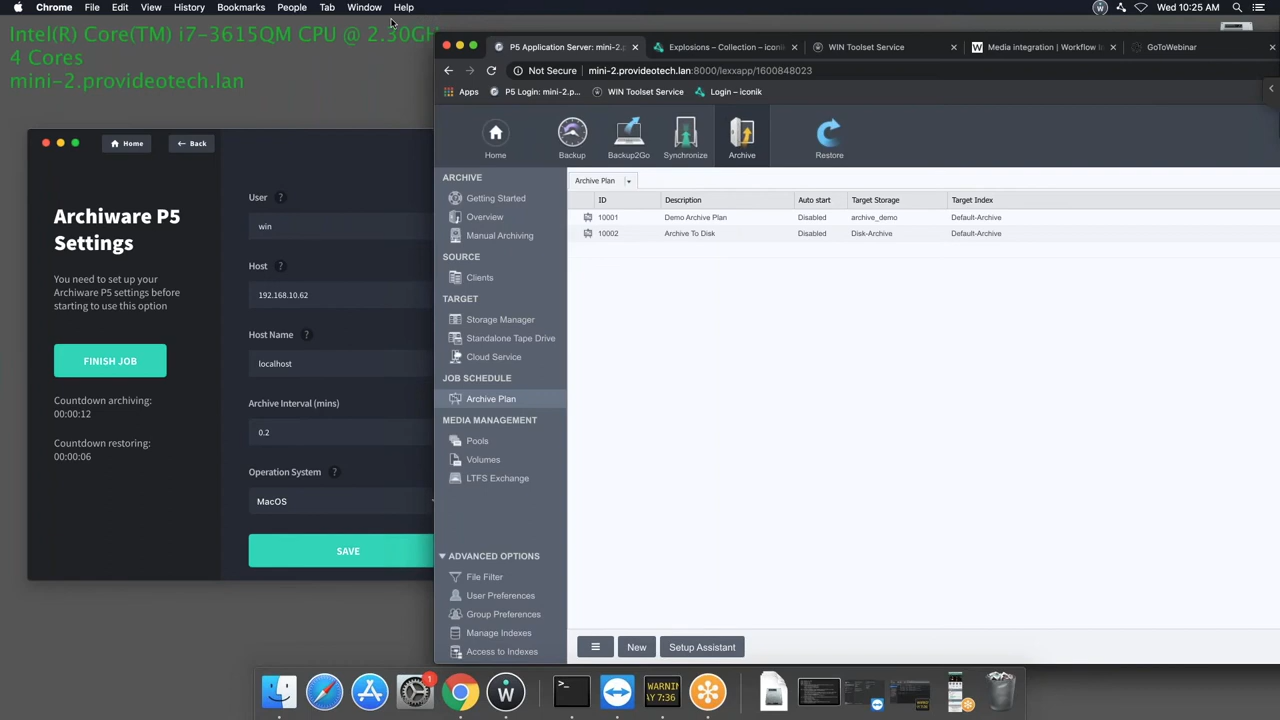 Chrome File Edit View History Bookmarks People Tab Window Help
Wed 10:25 AM
Intel(R) Core(TM) i7-3615QM CPU @ 2.30GH
4 Cores
mini-2.provideotech.lan
P5 Application Server: mini-2.p
Explosions – Collection – iconik
WIN Toolset Service
Media integration | Workflow Io
GoToWebinar
Not Secure | mini-2.provideotech.lan:8000/lexxapp/1600848023
Apps
P5 Login: mini-2.p...
WIN Toolset Service
Login – iconik
Home
Backup
Backup2Go
Synchronize
Archive
Restore
Home
Back
Archiware P5
Settings
You need to set up your
Archiware P5 settings before
starting to use this option
FINISH JOB
Countdown archiving:
00:00:12
Countdown restoring:
00:00:06
User ?
win
Host ?
192.168.10.62
Host Name ?
localhost
Archive Interval (mins)
0.2
Operation System ?
MacOS
SAVE
ARCHIVE
Getting Started
Overview
Manual Archiving
SOURCE
Clients
TARGET
Storage Manager
Standalone Tape Drive
Cloud Service
JOB SCHEDULE
Archive Plan
MEDIA MANAGEMENT
Pools
Volumes
LTFS Exchange
ADVANCED OPTIONS
File Filter
User Preferences
Group Preferences
Manage Indexes
Access to Indexes
Archive Plan
ID Description Auto start Target Storage Target Index
10001 Demo Archive Plan Disabled archive_demo Default-Archive
10002 Archive To Disk Disabled Disk-Archive Default-Archive
New
Setup Assistant
1
WARNIN
AY 7:36